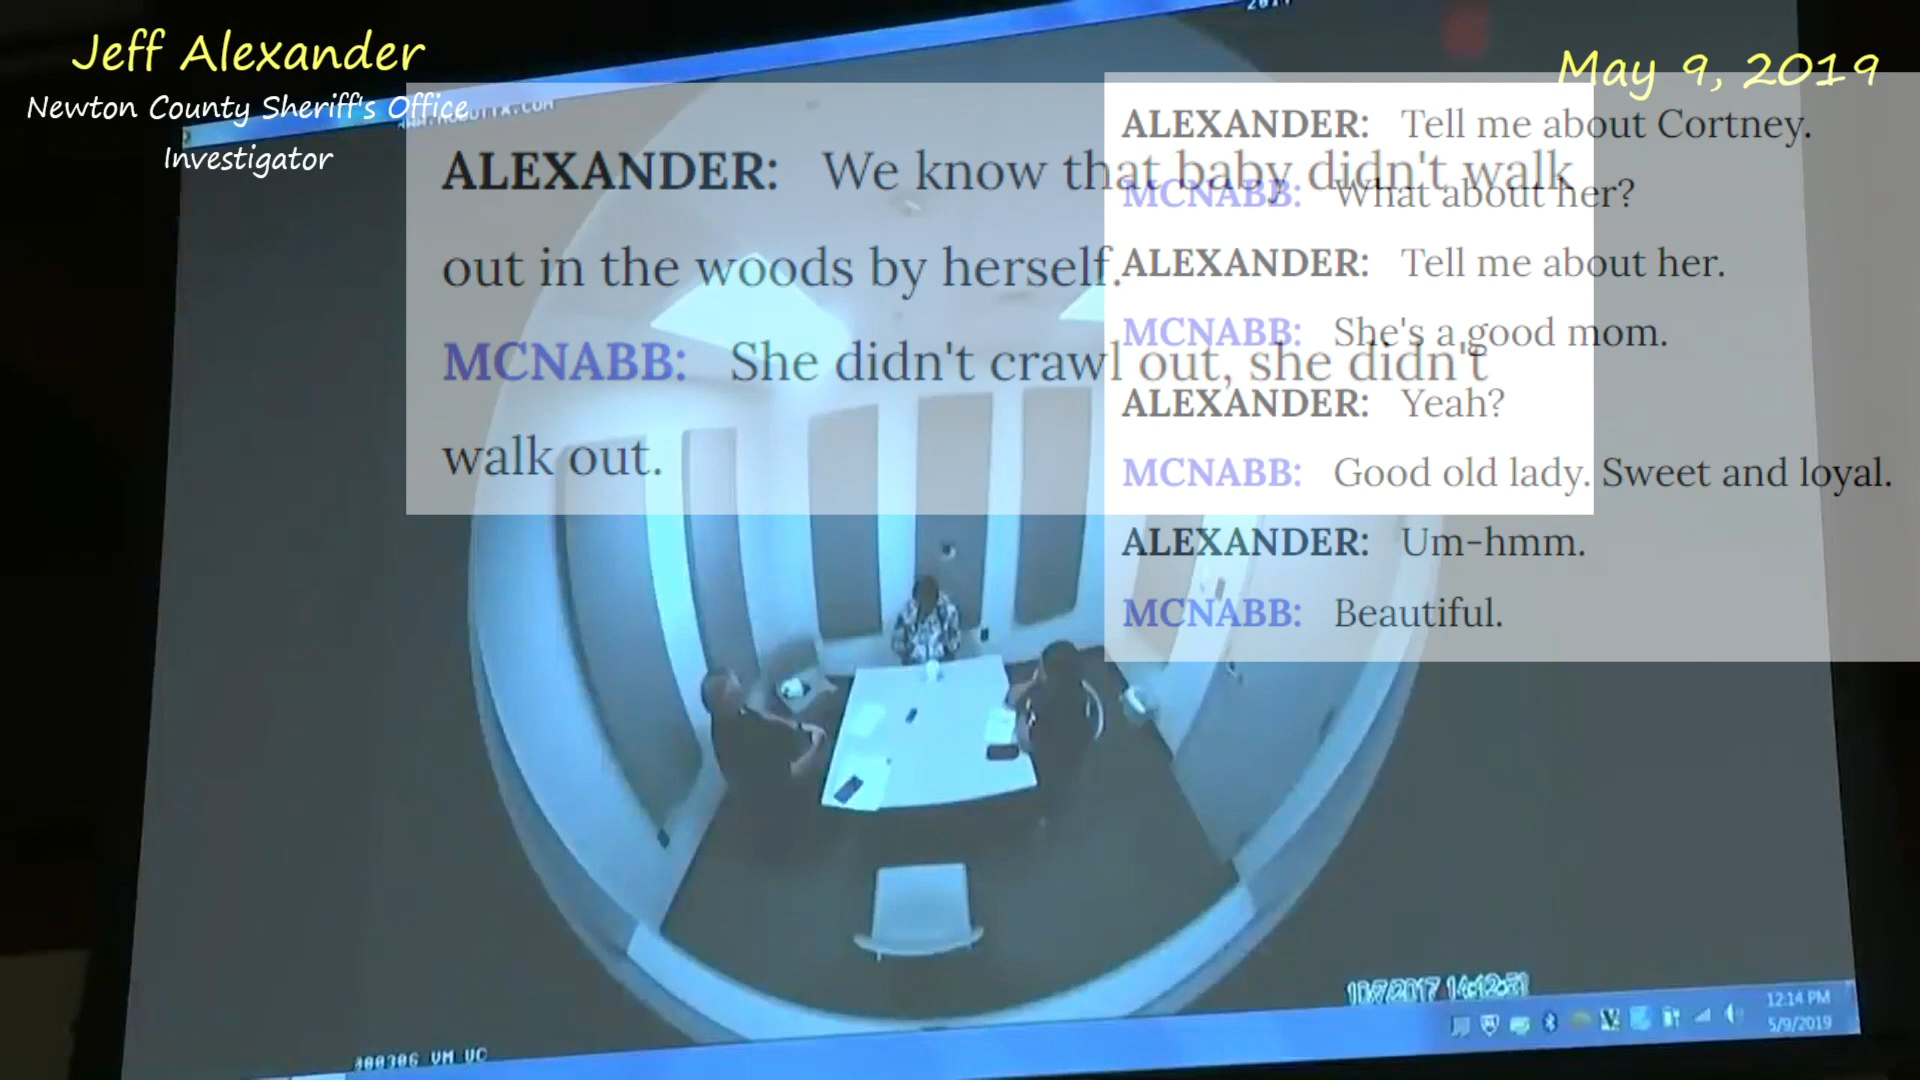 Jeff Alexander
Newton County Sheriff's Office
Investigator
May 9, 2019
ALEXANDER: We know that baby didn't walk
out in the woods by herself.
MCNABB: She didn't crawl out, she didn't
walk out.
ALEXANDER: Tell me about Cortney.
MCNABB: What about her?
ALEXANDER: Tell me about her.
MCNABB: She's a good mom.
ALEXANDER: Yeah?
MCNABB: Good old lady. Sweet and loyal.
ALEXANDER: Um-hmm.
MCNABB: Beautiful.
12:14 PM
5/9/2019